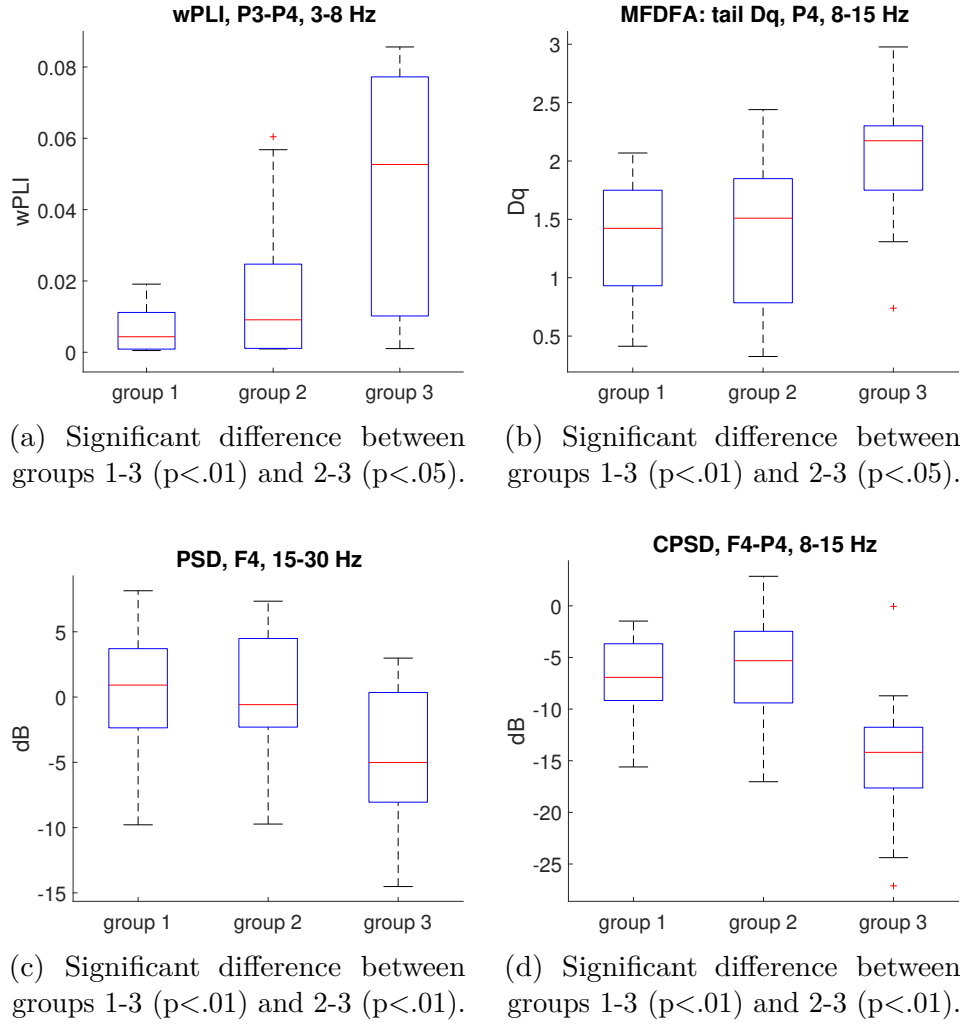 wPLI, P3-P4, 3-8 Hz
0.08
0.06
0.04
0.02
0
wPLI
group 1 group 2 group 3
(a) Significant difference between
groups 1-3 (p<.01) and 2-3 (p<.05).
MFDFA: tail Dq, P4, 8-15 Hz
3
2.5
2
1.5
1
0.5
Dq
group 1 group 2 group 3
(b) Significant difference between
groups 1-3 (p<.01) and 2-3 (p<.05).
PSD, F4, 15-30 Hz
5
0
-5
-10
-15
dB
group 1 group 2 group 3
(c) Significant difference between
groups 1-3 (p<.01) and 2-3 (p<.01).
CPSD, F4-P4, 8-15 Hz
0
-5
-10
-15
-20
-25
dB
group 1 group 2 group 3
(d) Significant difference between
groups 1-3 (p<.01) and 2-3 (p<.01).